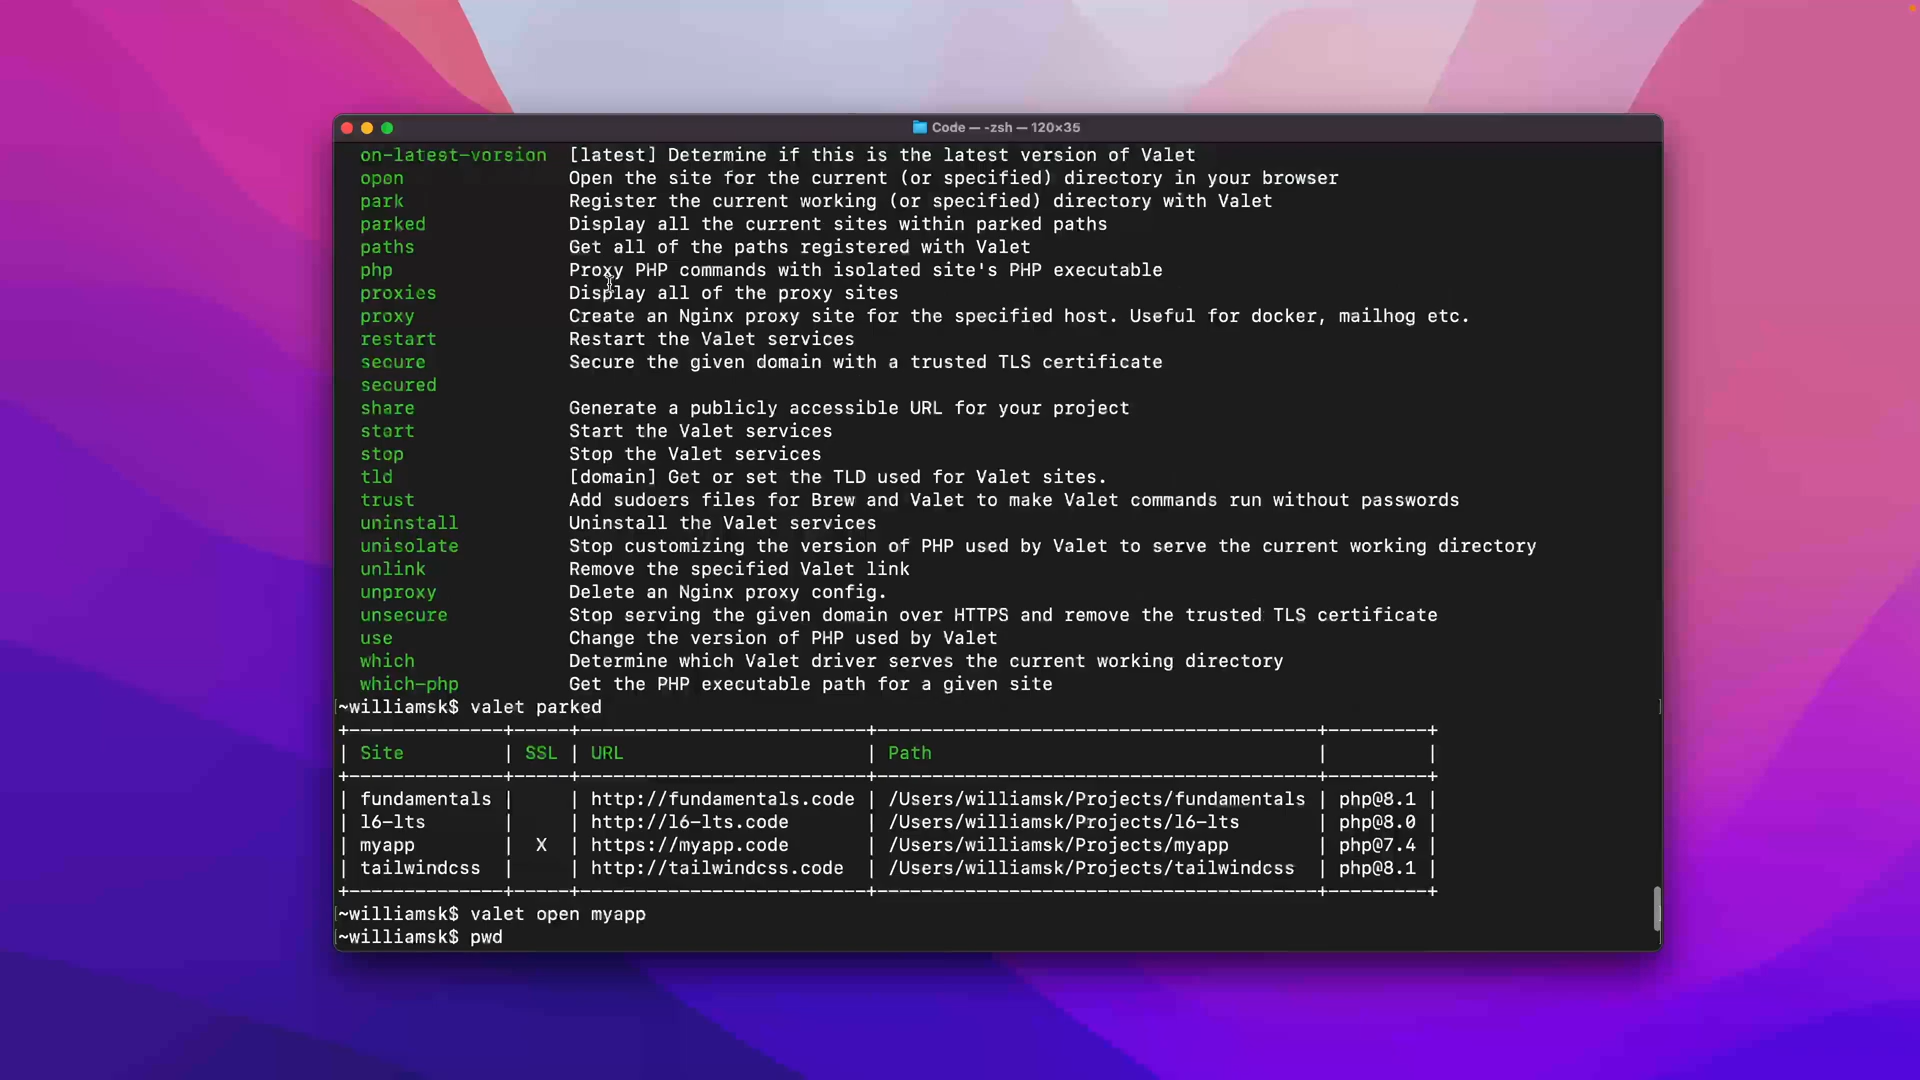 Code — -zsh — 120×35
on-latest-version [latest] Determine if this is the latest version of Valet
open Open the site for the current (or specified) directory in your browser
park Register the current working (or specified) directory with Valet
parked Display all the current sites within parked paths
paths Get all of the paths registered with Valet
php Proxy PHP commands with isolated site's PHP executable
proxies Display all of the proxy sites
proxy Create an Nginx proxy site for the specified host. Useful for docker, mailhog etc.
restart Restart the Valet services
secure Secure the given domain with a trusted TLS certificate
secured
share Generate a publicly accessible URL for your project
start Start the Valet services
stop Stop the Valet services
tld [domain] Get or set the TLD used for Valet sites.
trust Add sudoers files for Brew and Valet to make Valet commands run without passwords
uninstall Uninstall the Valet services
unisolate Stop customizing the version of PHP used by Valet to serve the current working directory
unlink Remove the specified Valet link
unproxy Delete an Nginx proxy config.
unsecure Stop serving the given domain over HTTPS and remove the trusted TLS certificate
use Change the version of PHP used by Valet
which Determine which Valet driver serves the current working directory
which-php Get the PHP executable path for a given site
[~williamsk$ valet parked ]
+--------------+-----+--------------------------+----------------------------------------+---------+
| Site | SSL | URL | Path | |
+--------------+-----+--------------------------+----------------------------------------+---------+
| fundamentals | | http://fundamentals.code | /Users/williamsk/Projects/fundamentals | php@8.1 |
| l6-lts | | http://l6-lts.code | /Users/williamsk/Projects/l6-lts | php@8.0 |
| myapp | X | https://myapp.code | /Users/williamsk/Projects/myapp | php@7.4 |
| tailwindcss | | http://tailwindcss.code | /Users/williamsk/Projects/tailwindcss | php@8.1 |
+--------------+-----+--------------------------+----------------------------------------+---------+
[~williamsk$ valet open myapp
[~williamsk$ pwd